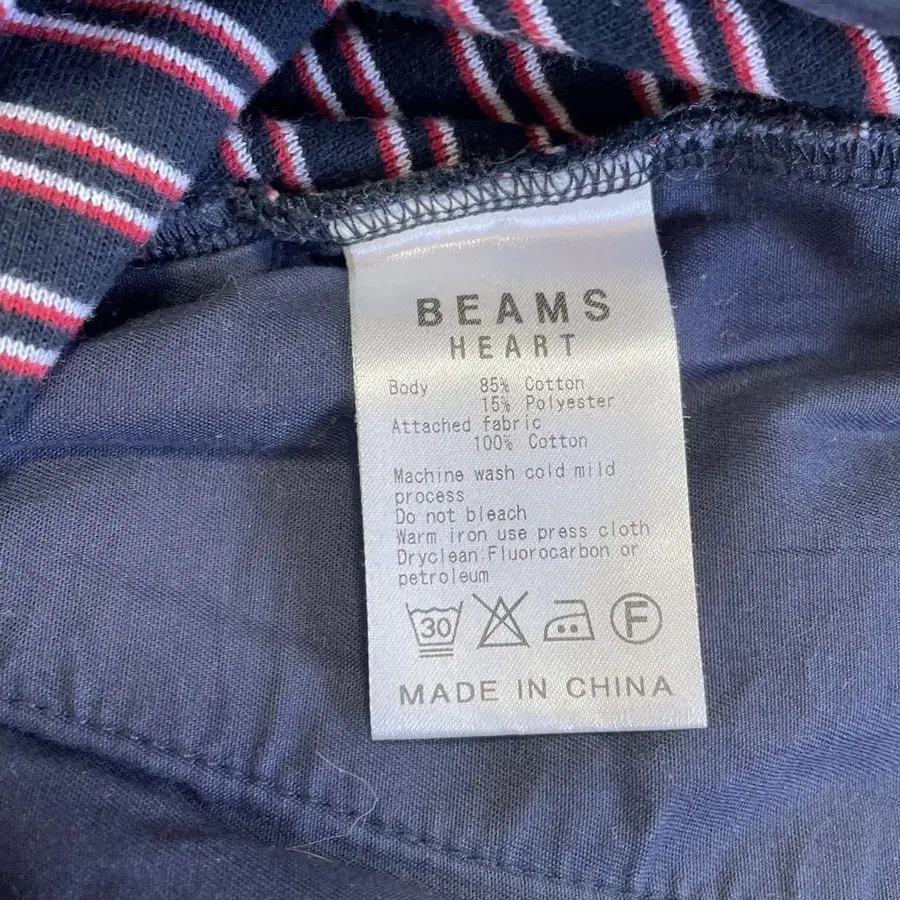 BEAMS
HEART
Body 85% Cotton
15% Polyester
Attached fabric
100% Cotton
Machine wash cold mild
process
Do not bleach
Warm iron use press cloth
Dryclean Fluorocarbon or
petroleum
30 F
MADE IN CHINA